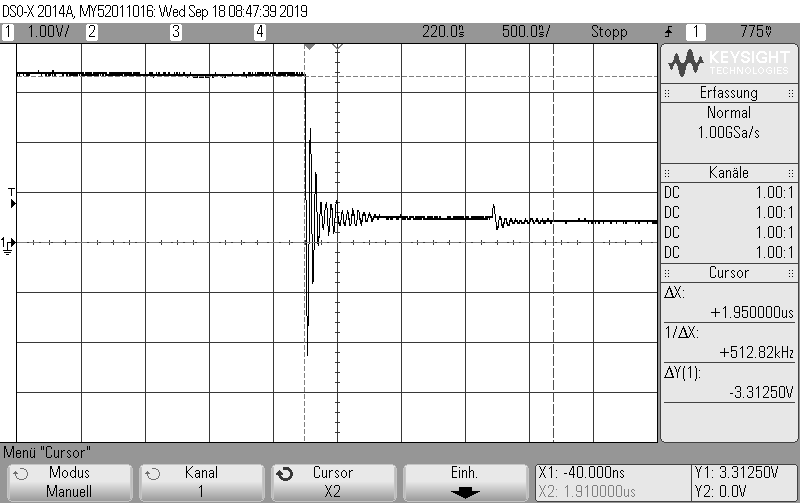 DSO-X 2014A, MY52011016: Wed Sep 18 08:47:39 2019
1 1.00V/ 2 3 4 220.0s 500.0s/ Stopp 1 775
KEYSIGHT
TECHNOLOGIES
Erfassung
Normal
1.00GSa/s
Kanäle
DC 1.00:1
DC 1.00:1
DC 1.00:1
DC 1.00:1
Cursor
ΔX:
+1.950000us
1/ΔX:
+512.82kHz
ΔY(1):
-3.31250V
T
1
Menü "Cursor"
Modus
Manuell
Kanal
1
Cursor
X2
Einh.
X1: -40.000ns
X2: 1.910000us
Y1: 3.31250V
Y2: 0.0V